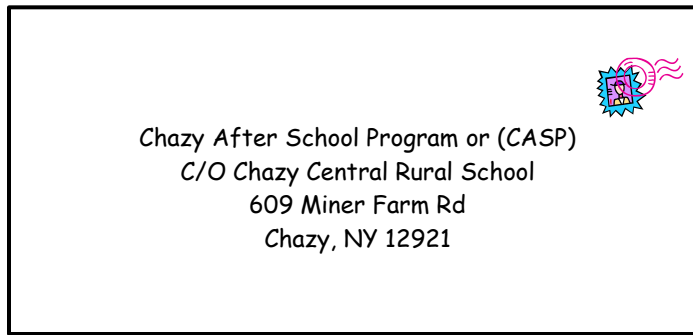 Chazy After School Program or (CASP)
C/O Chazy Central Rural School
609 Miner Farm Rd
Chazy, NY 12921